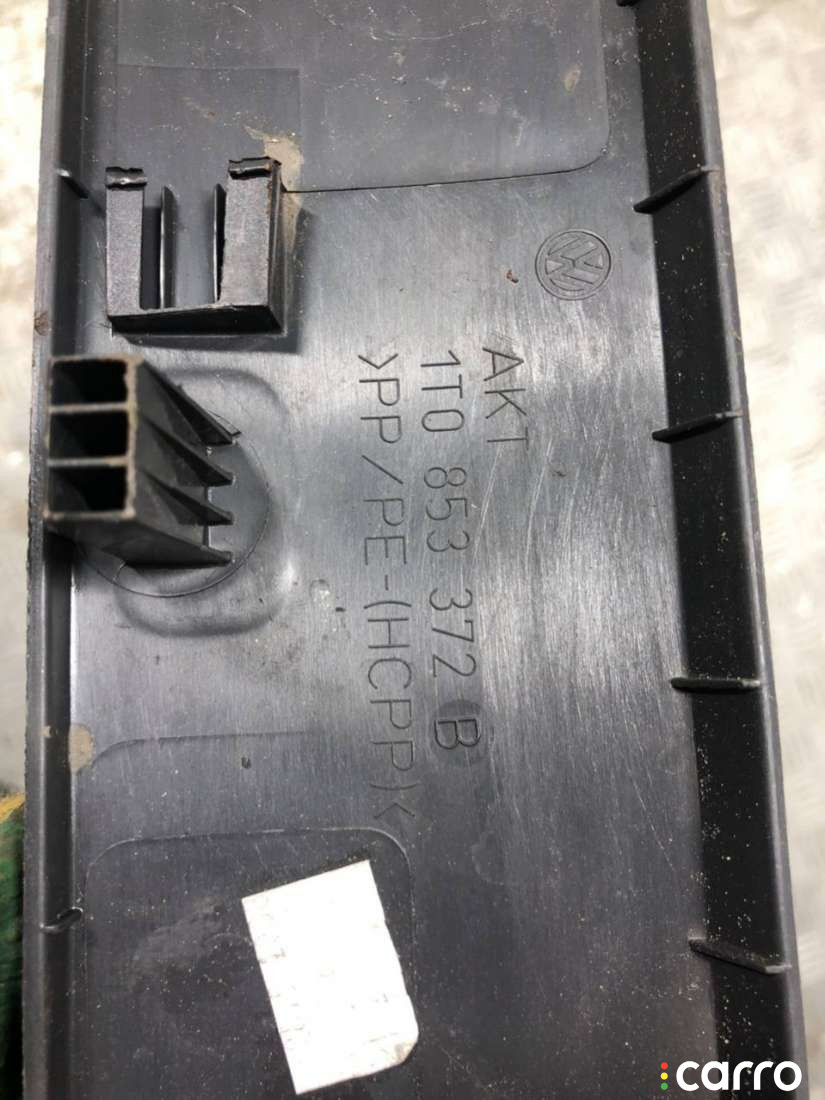 AKT
1T0 853 372 B
>PP/PE-(HCPP)<
carro